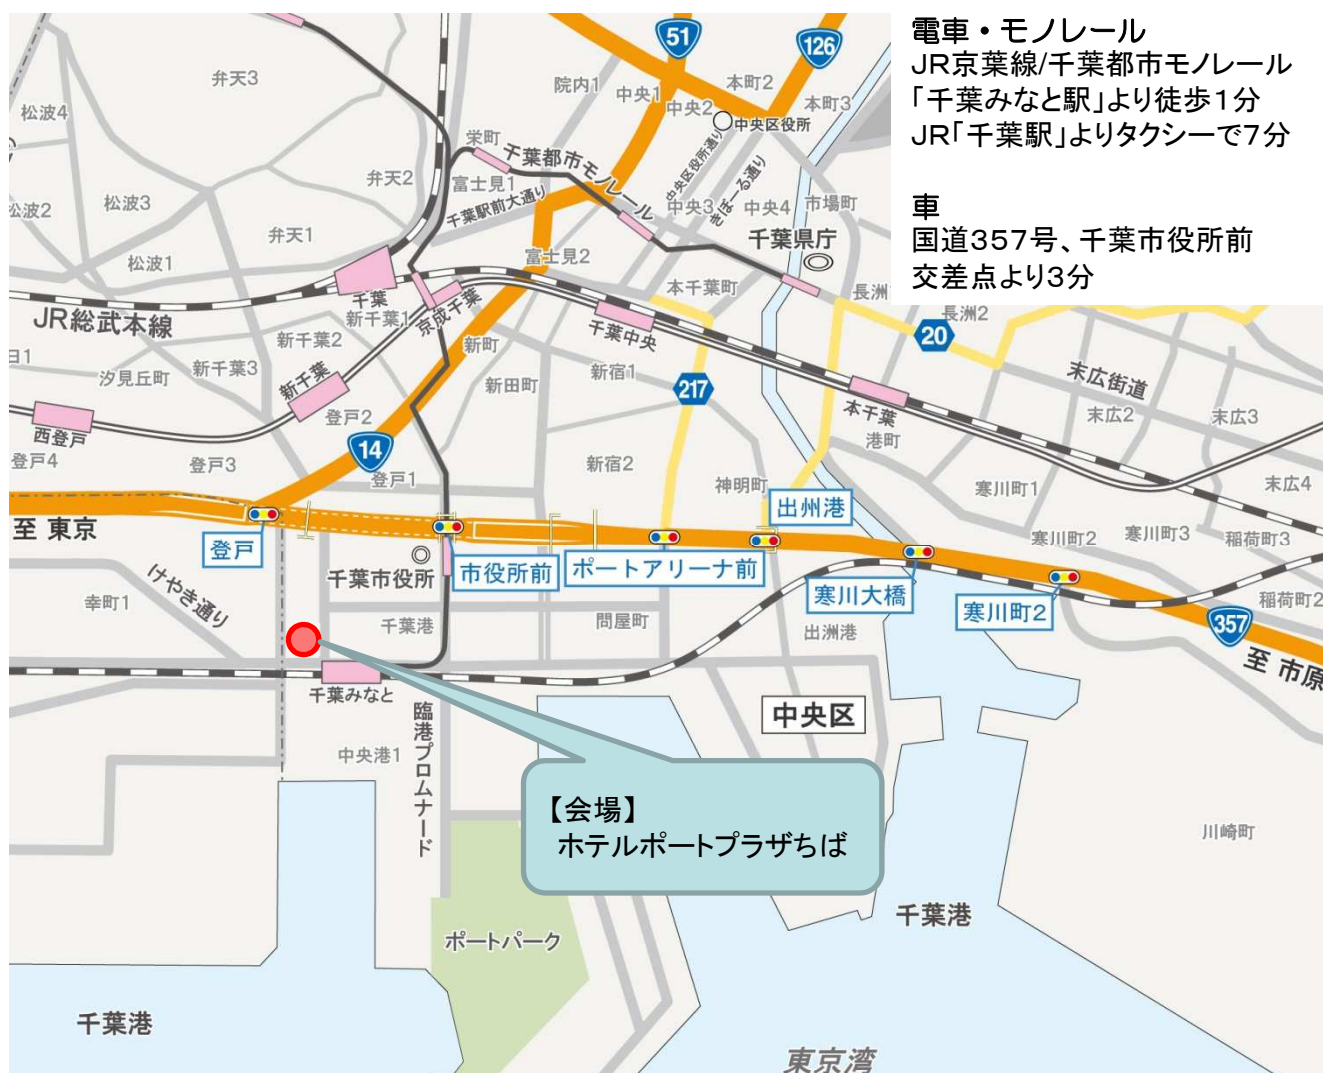 電車・モノレール
JR京葉線/千葉都市モノレール
「千葉みなと駅」より徒歩1分
JR「千葉駅」よりタクシーで7分
車
国道357号、千葉市役所前
交差点より3分
51
126
弁天3
院内1
中央1
本町2
中央2
本町3
松波4
中央区役所
栄町
千葉都市モノレール
中央区役所通り
きぼーる通り
弁天2
富士見1
千葉駅前大通り
松波2
松波3
中央3
中央4
市場町
弁天1
千葉県庁
富士見2
松波1
本千葉町
長洲
千葉
京成千葉
長洲2
JR総武本線
新千葉1
千葉中央
20
新千葉2
新町
新千葉3
新宿1
末広街道
汐見丘町
新千葉
新田町
217
本千葉
末広2
末広3
西登戸
登戸2
港町
登戸4
登戸3
14
登戸1
新宿2
神明町
寒川町1
末広4
出州港
至 東京
登戸
千葉市役所
市役所前
ポートアリーナ前
寒川大橋
寒川町2
寒川町2
寒川町3
稲荷町3
稲荷町2
けやき通り
幸町1
千葉港
問屋町
出洲港
357
至 市原
千葉みなと
臨港プロムナード
中央区
中央港1
【会場】
ホテルポートプラザちば
川崎町
千葉港
ポートパーク
千葉港
東京湾